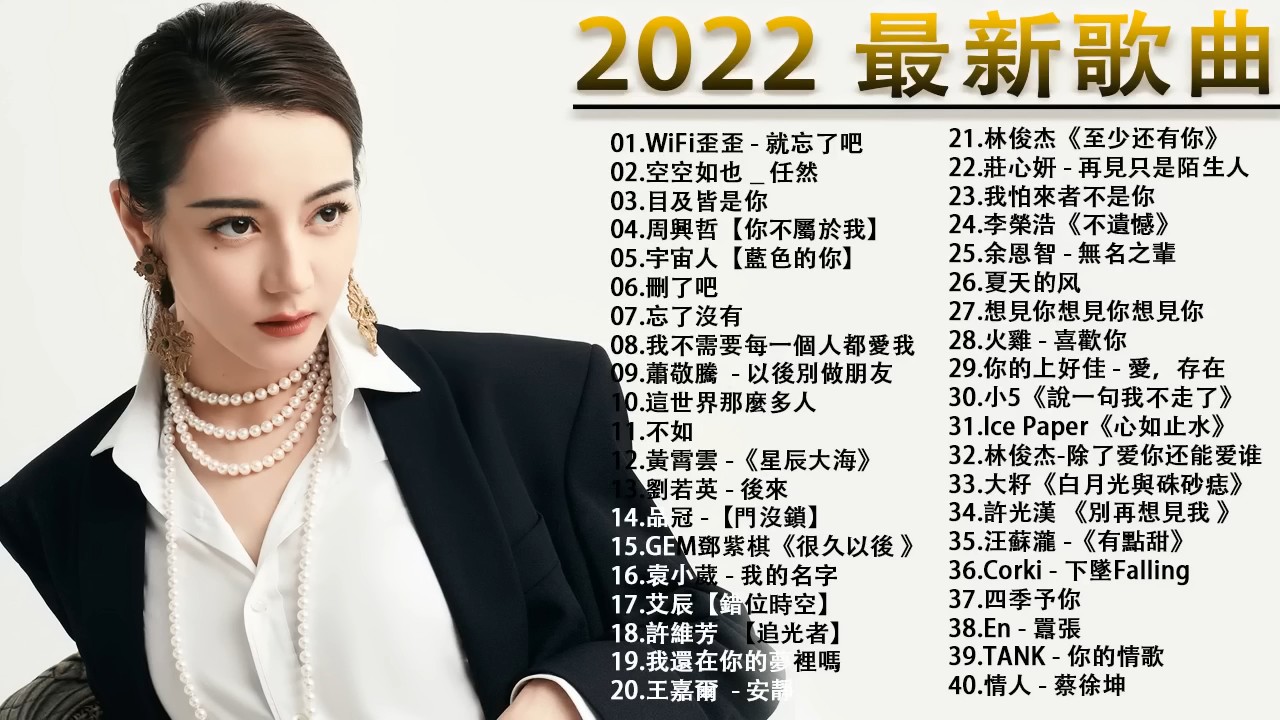 2022 最新歌曲
01.WiFi歪歪 - 就忘了吧
02.空空如也 _ 任然
03.目及皆是你
04.周興哲【你不屬於我】
05.宇宙人【藍色的你】
06.刪了吧
07.忘了沒有
08.我不需要每一個人都愛我
09.蕭敬騰 - 以後別做朋友
10.這世界那麼多人
11.不如
12.黃霄雲 -《星辰大海》
13.劉若英 - 後來
14.品冠 -【門沒鎖】
15.GEM鄧紫棋《很久以後 》
16.袁小葳 - 我的名字
17.艾辰【錯位時空】
18.許維芳 【追光者】
19.我還在你的夢裡嗎
20.王嘉爾 - 安靜
21.林俊杰《至少还有你》
22.莊心妍 - 再見只是陌生人
23.我怕來者不是你
24.李榮浩《不遺憾》
25.余恩智 - 無名之輩
26.夏天的风
27.想見你想見你想見你
28.火雞 - 喜歡你
29.你的上好佳 - 愛，存在
30.小5《說一句我不走了》
31.Ice Paper《心如止水》
32.林俊杰-除了爱你还能爱谁
33.大籽《白月光與硃砂痣》
34.許光漢 《別再想見我 》
35.汪蘇瀧 -《有點甜》
36.Corki - 下墜Falling
37.四季予你
38.En - 囂張
39.TANK - 你的情歌
40.情人 - 蔡徐坤